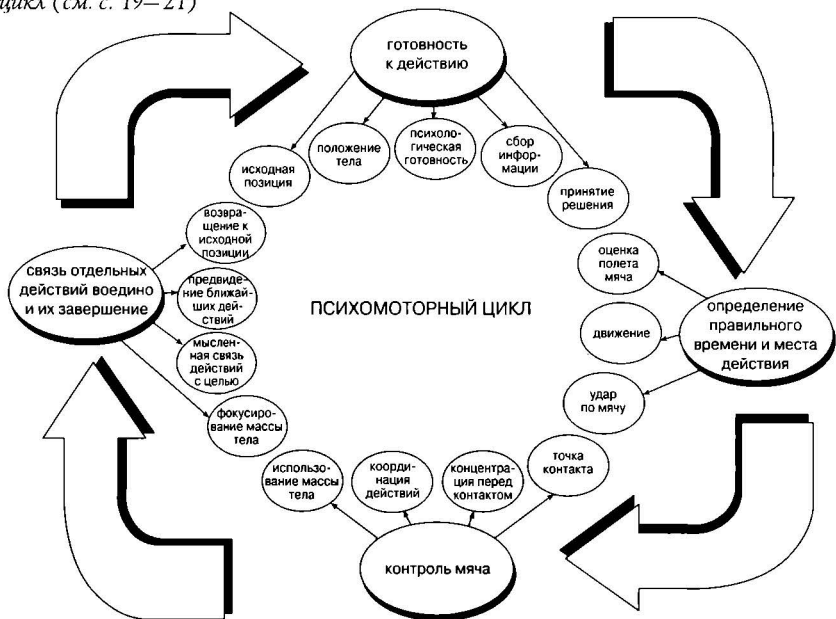 цикл (см. с. 19—21)
готовность
к действию
исходная
позиция
положение
тела
психоло-
гическая
готовность
сбор
инфор-
мации
принятие
решения
оценка
полета
мяча
определение
правильного
времени и места
действия
движение
удар
по мячу
точка
контакта
концентра-
ция перед
контактом
коорди-
нация
действий
использо-
вание массы
тела
контроль мяча
фокусиро-
вание массы
тела
мыслен-
ная связь
действий
с целью
предвиде-
ние ближай-
ших дей-
ствий
возвра-
щение к
исходной
позиции
связь отдельных
действий воедино
и их завершение
ПСИХОМОТОРНЫЙ ЦИКЛ